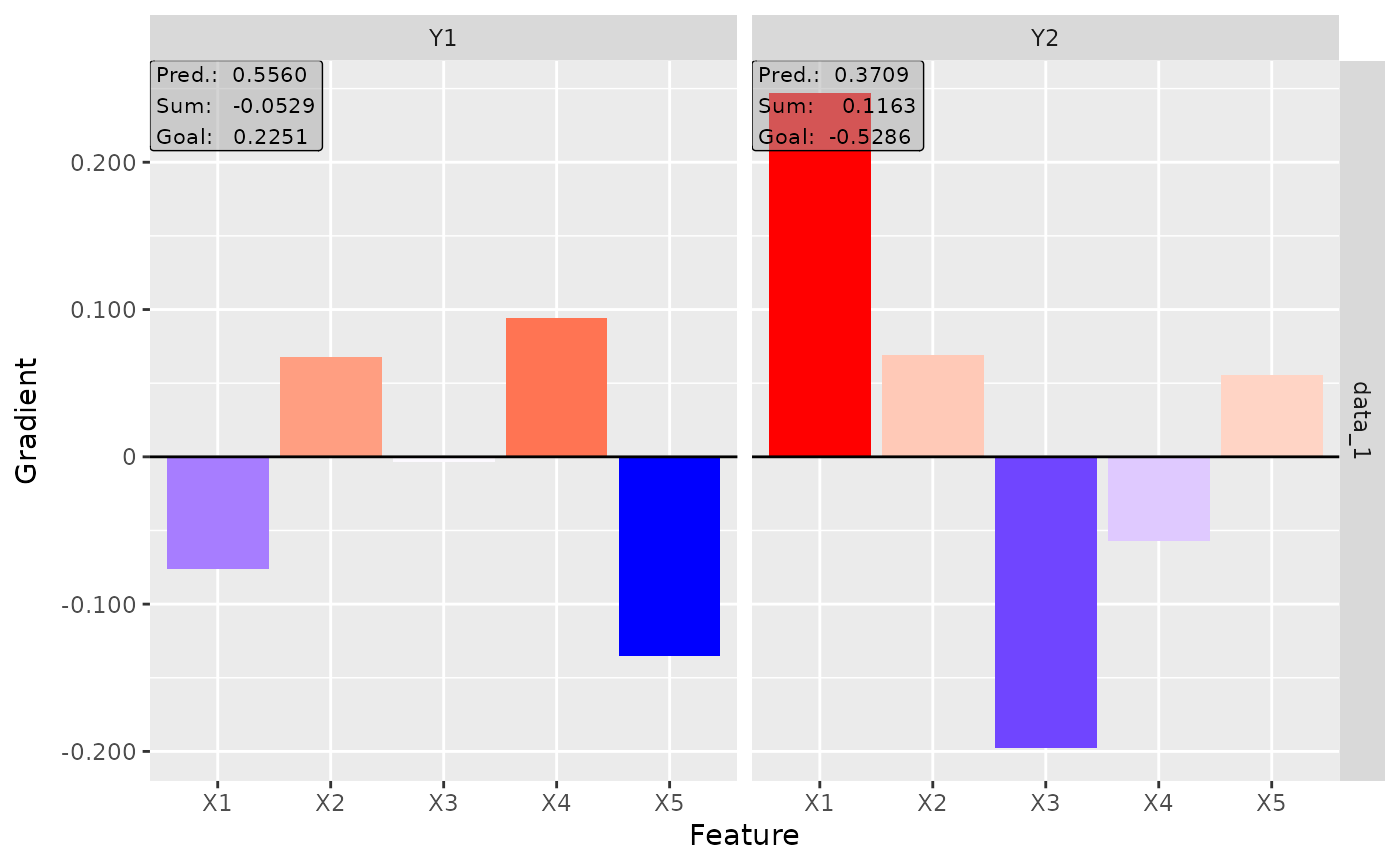 Y1
Y2
Pred.: 0.5560
Sum: -0.0529
Goal: 0.2251
Pred.: 0.3709
Sum: 0.1163
Goal: -0.5286
Gradient
0.200
0.100
0
-0.100
-0.200
data_1
X1 X2 X3 X4 X5
X1 X2 X3 X4 X5
Feature